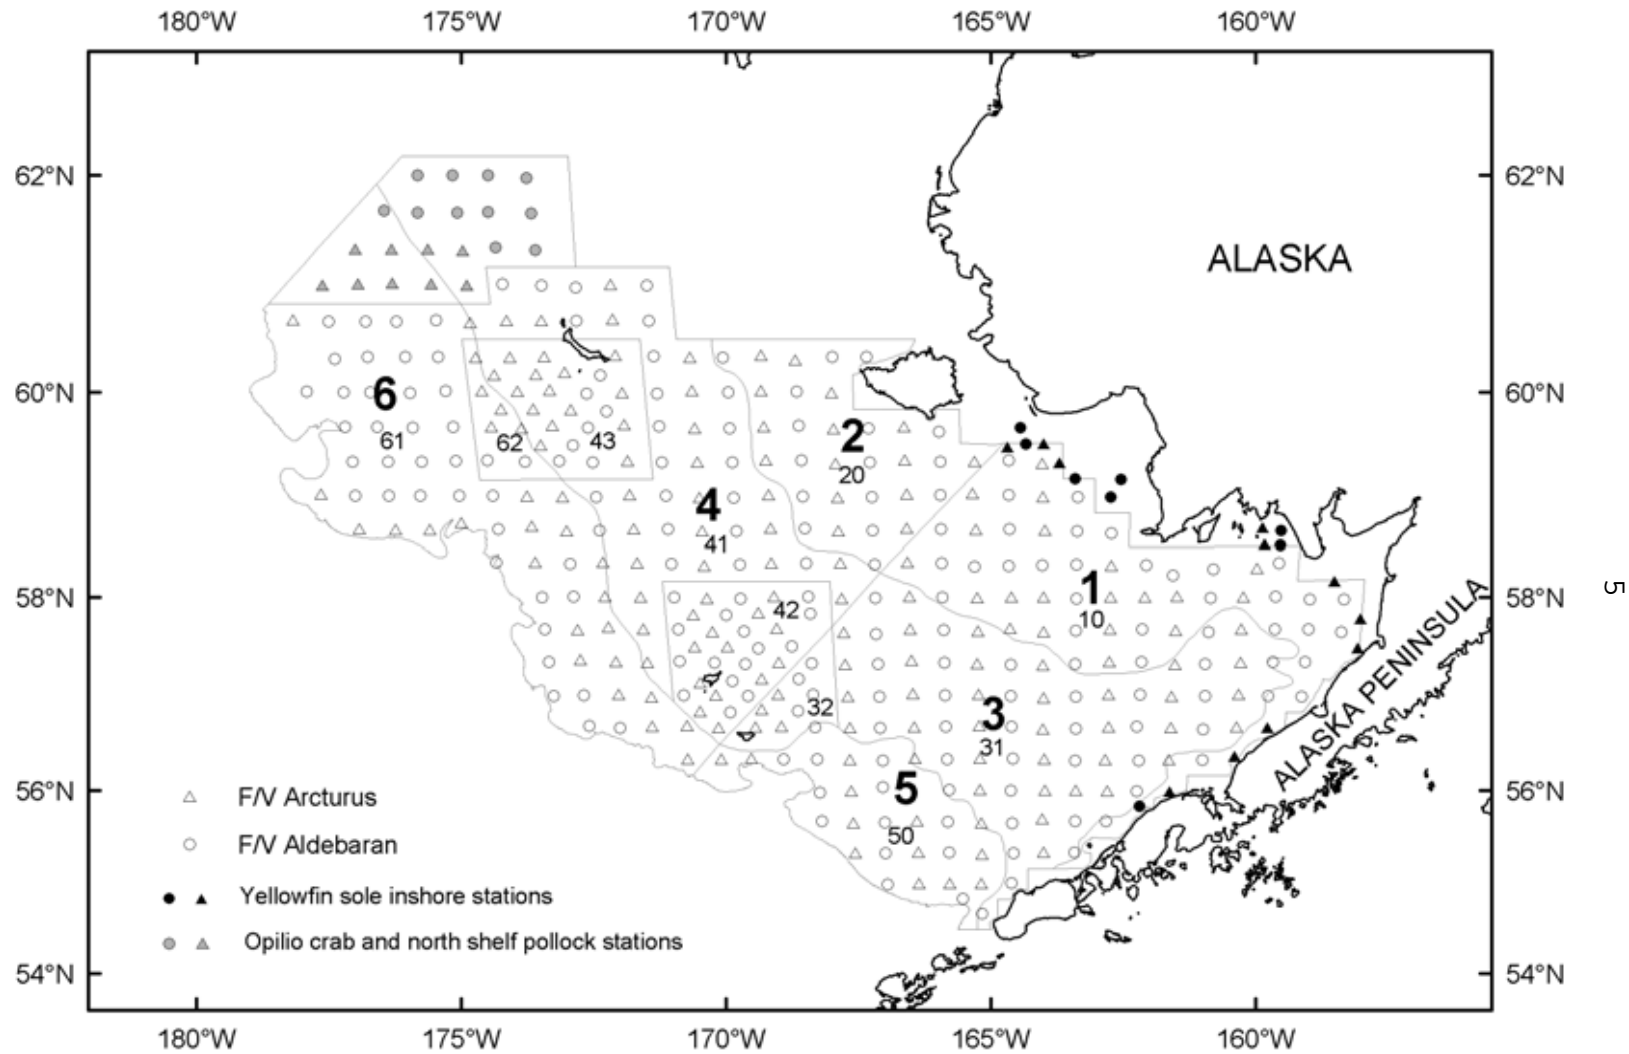 180°W 175°W 170°W 165°W 160°W
62°N 62°N
ALASKA
60°N 6 60°N
2
61 62 43
20
4
41
58°N 1 58°N
42 10
5
3
32
31
56°N 5 56°N
50
ALASKA PENINSULA
F/V Arcturus
F/V Aldebaran
Yellowfin sole inshore stations
Opilio crab and north shelf pollock stations
54°N 54°N
180°W 175°W 170°W 165°W 160°W